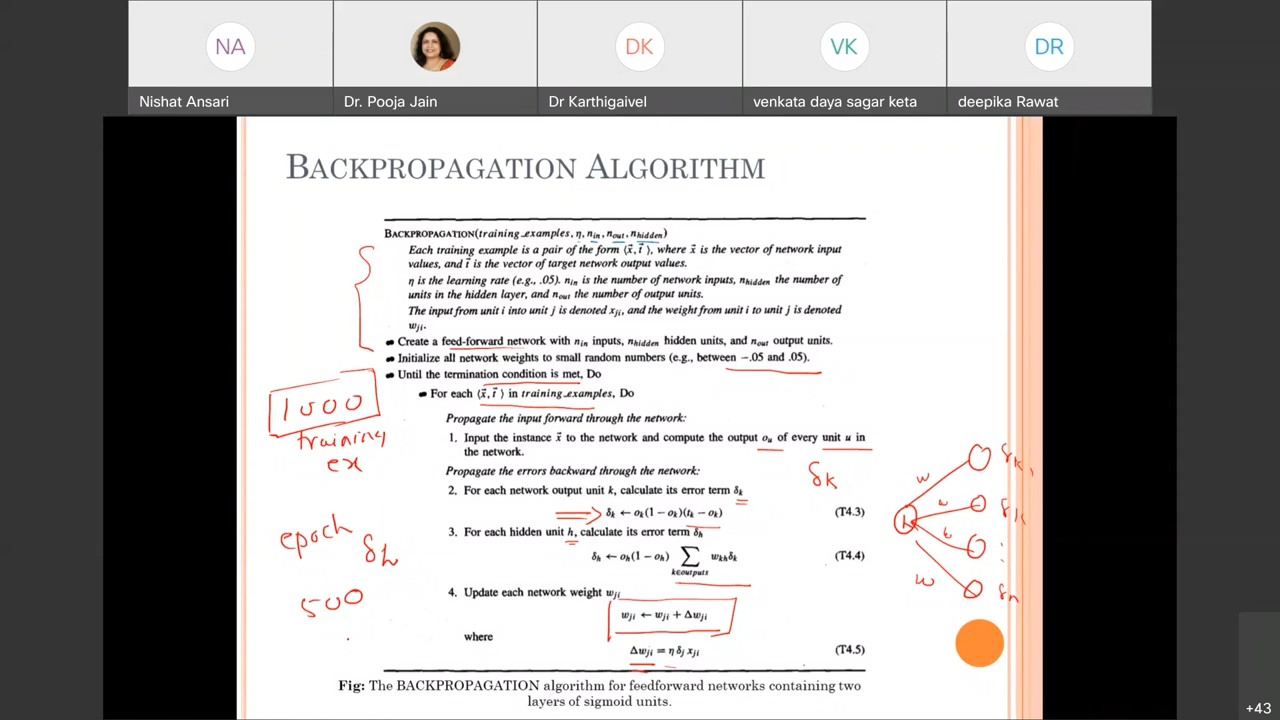 NA
DK
VK
DR
Nishat Ansari
Dr. Pooja Jain
Dr Karthigaivel
venkata daya sagar keta
deepika Rawat
BACKPROPAGATION ALGORITHM
BACKPROPAGATION(training_examples, η, n_in, n_out, n_hidden)
Each training example is a pair of the form ⟨x⃗, t⃗⟩, where x⃗ is the vector of network input
values, and t⃗ is the vector of target network output values.
η is the learning rate (e.g., .05). n_in is the number of network inputs, n_hidden the number of
units in the hidden layer, and n_out the number of output units.
The input from unit i into unit j is denoted x_ji, and the weight from unit i to unit j is denoted
w_ji.
Create a feed-forward network with n_in inputs, n_hidden hidden units, and n_out output units.
Initialize all network weights to small random numbers (e.g., between −.05 and .05).
Until the termination condition is met, Do
For each ⟨x⃗, t⃗⟩ in training_examples, Do
Propagate the input forward through the network:
1. Input the instance x⃗ to the network and compute the output o_u of every unit u in
the network.
Propagate the errors backward through the network:
2. For each network output unit k, calculate its error term δ_k
δ_k ← o_k(1 − o_k)(t_k − o_k) (T4.3)
3. For each hidden unit h, calculate its error term δ_h
δ_h ← o_h(1 − o_h) ∑ w_kh δ_k (T4.4)
k∈outputs
4. Update each network weight w_ji
w_ji ← w_ji + Δw_ji
where
Δw_ji = η δ_j x_ji (T4.5)
Fig: The BACKPROPAGATION algorithm for feedforward networks containing two
layers of sigmoid units.
1000
training
ex
epoch
δh
500
δk
w
δk
h
w
δn
+43